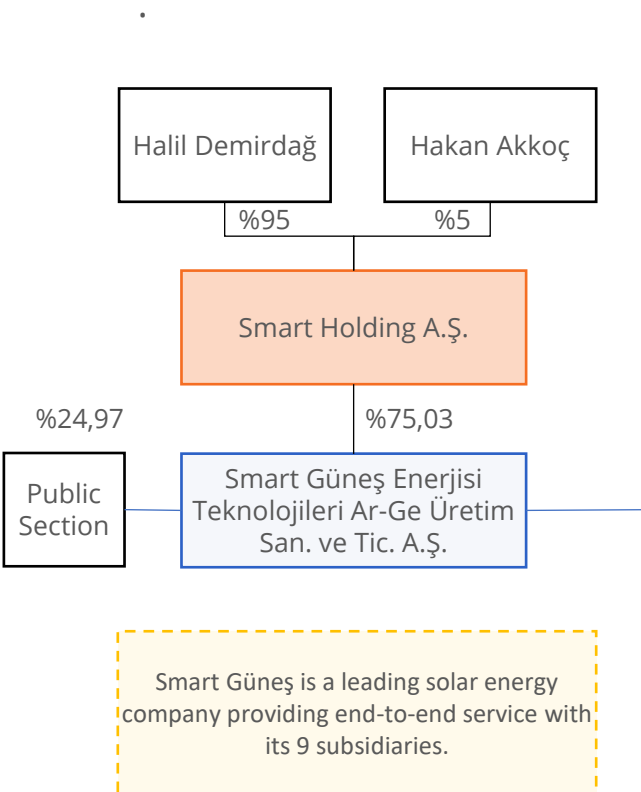 Halil Demirdağ
Hakan Akkoç
%95
%5
Smart Holding A.Ş.
%24,97
%75,03
Public
Section
Smart Güneş Enerjisi
Teknolojileri Ar-Ge Üretim
San. ve Tic. A.Ş.
Smart Güneş is a leading solar energy
company providing end-to-end service with
its 9 subsidiaries.